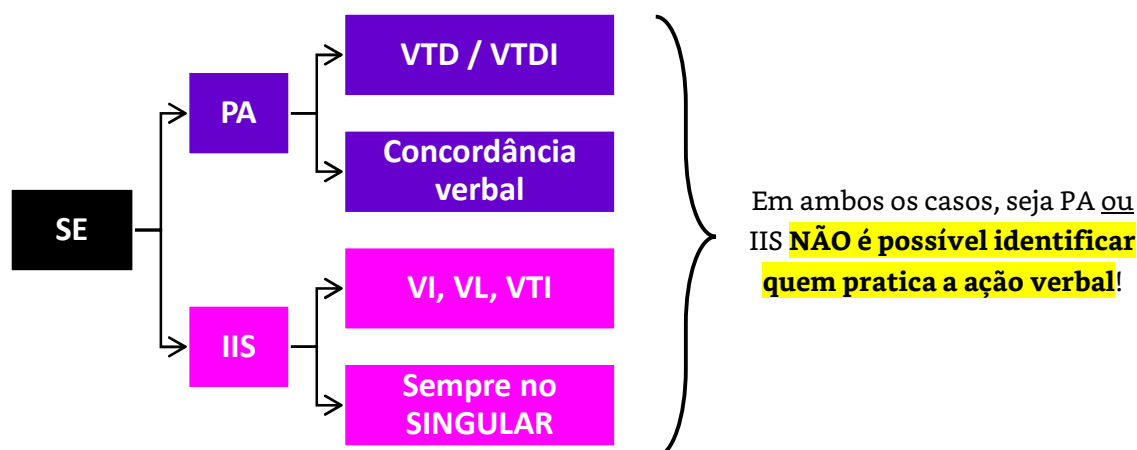 SE
PA
VTD / VTDI
Concordância
verbal
IIS
VI, VL, VTI
Sempre no
SINGULAR
Em ambos os casos, seja PA ou
IIS NÃO é possível identificar
quem pratica a ação verbal!